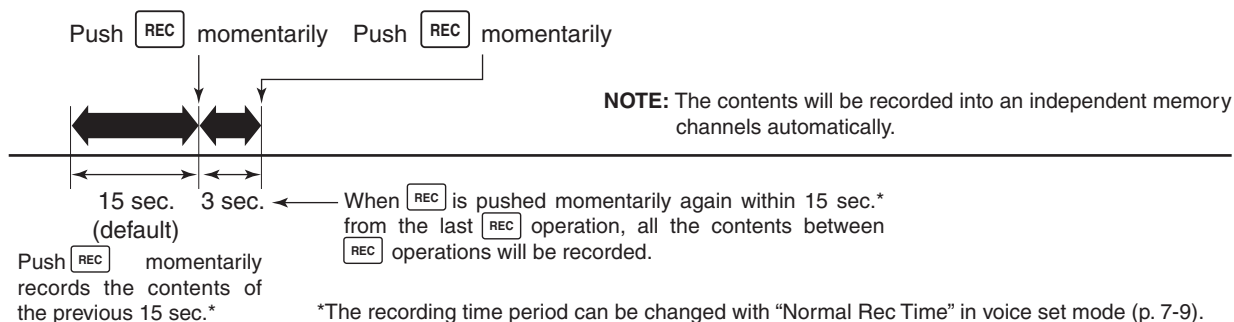 Push REC momentarily Push REC momentarily
NOTE: The contents will be recorded into an independent memory
channels automatically.
15 sec. 3 sec.
(default)
Push REC momentarily
records the contents of
the previous 15 sec.*
When REC is pushed momentarily again within 15 sec.*
from the last REC operation, all the contents between
REC operations will be recorded.
*The recording time period can be changed with “Normal Rec Time” in voice set mode (p. 7-9).